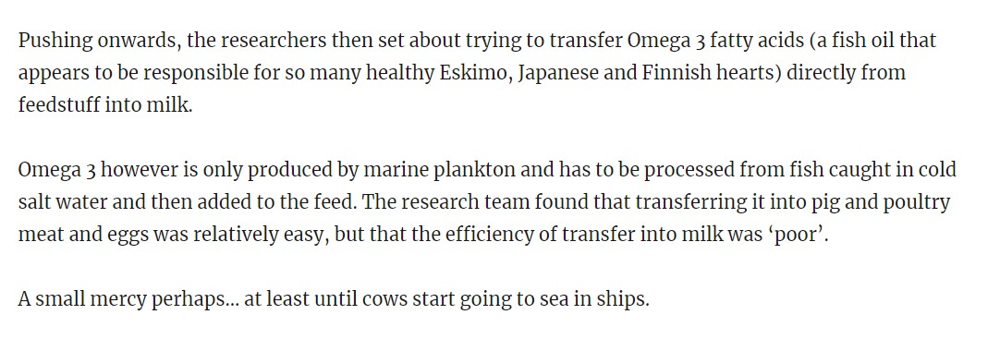 Pushing onwards, the researchers then set about trying to transfer Omega 3 fatty acids (a fish oil that
appears to be responsible for so many healthy Eskimo, Japanese and Finnish hearts) directly from
feedstuff into milk.
Omega 3 however is only produced by marine plankton and has to be processed from fish caught in cold
salt water and then added to the feed. The research team found that transferring it into pig and poultry
meat and eggs was relatively easy, but that the efficiency of transfer into milk was ‘poor’.
A small mercy perhaps... at least until cows start going to sea in ships.